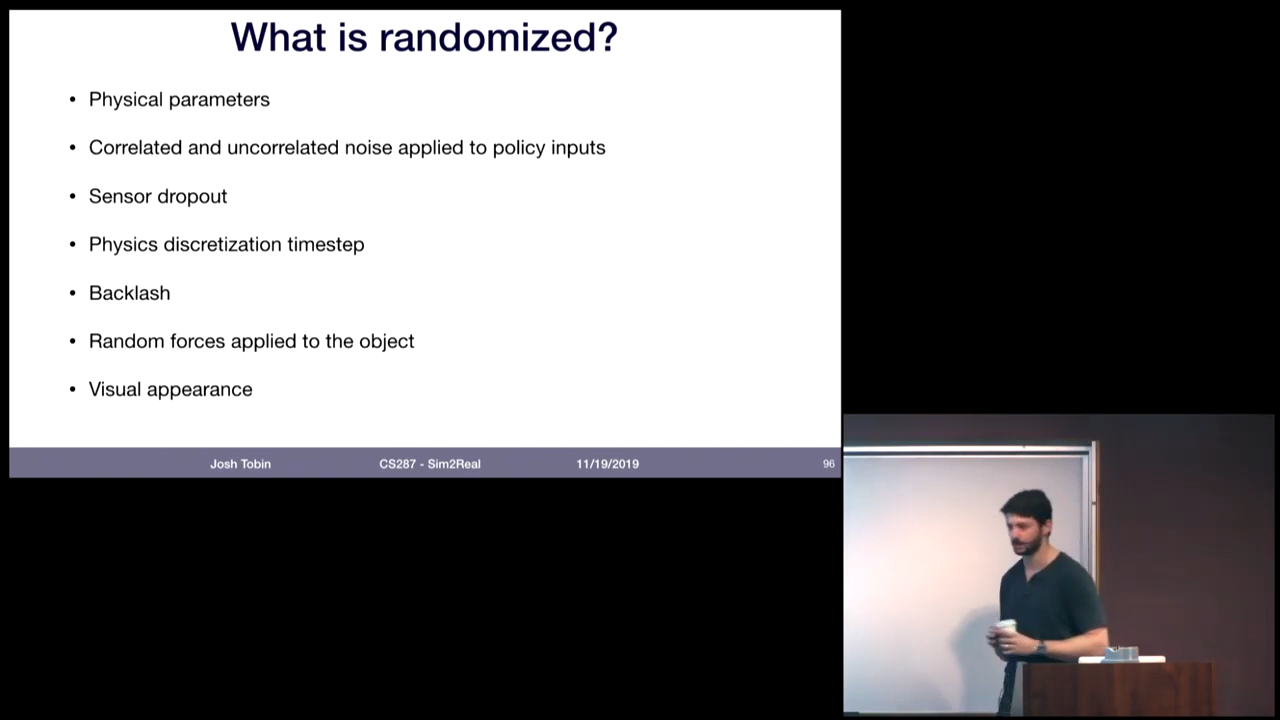 What is randomized?
• Physical parameters
• Correlated and uncorrelated noise applied to policy inputs
• Sensor dropout
• Physics discretization timestep
• Backlash
• Random forces applied to the object
• Visual appearance
Josh Tobin CS287 - Sim2Real 11/19/2019 96